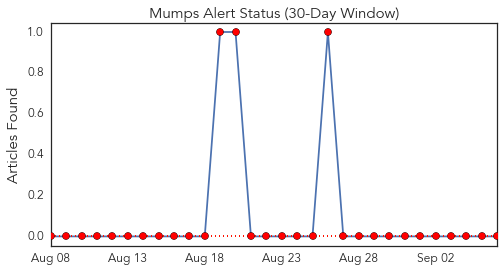 Mumps Alert Status (30-Day Window)
Articles Found
1.0
0.8
0.6
0.4
0.2
0.0
Aug 08 Aug 13 Aug 18 Aug 23 Aug 28 Sep 02